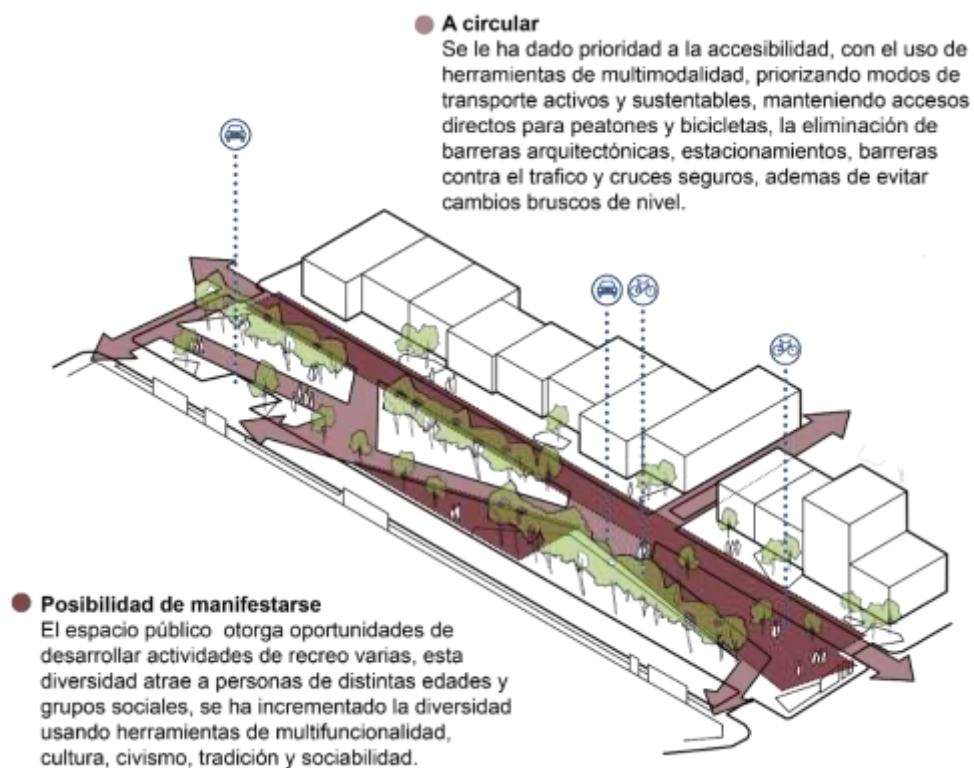 A circular
Se le ha dado prioridad a la accesibilidad, con el uso de
herramientas de multimodalidad, priorizando modos de
transporte activos y sustentables, manteniendo accesos
directos para peatones y bicicletas, la eliminación de
barreras arquitectónicas, estacionamientos, barreras
contra el trafico y cruces seguros, ademas de evitar
cambios bruscos de nivel.
Posibilidad de manifestarse
El espacio público otorga oportunidades de
desarrollar actividades de recreo varias, esta
diversidad atrae a personas de distintas edades y
grupos sociales, se ha incrementado la diversidad
usando herramientas de multifuncionalidad,
cultura, civismo, tradición y sociabilidad.